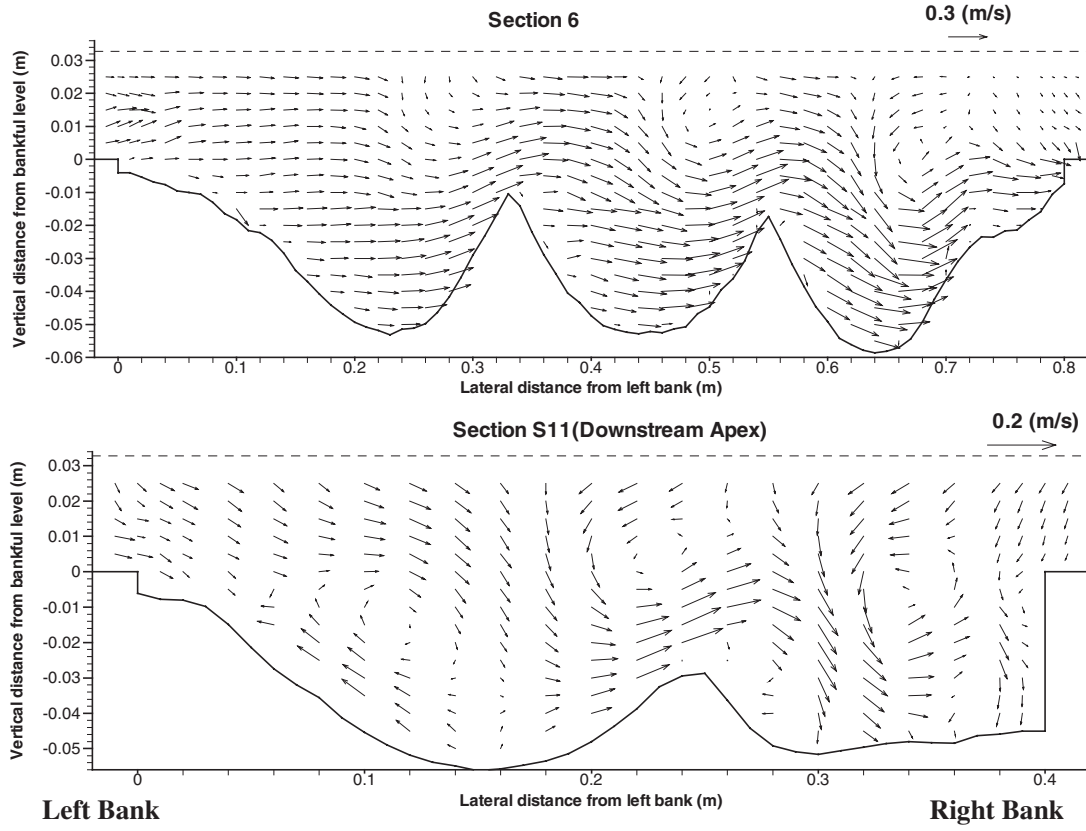 Section 6
0.3 (m/s)
Vertical distance from bankful level (m)
0.03
0.02
0.01
0
-0.01
-0.02
-0.03
-0.04
-0.05
-0.06
0 0.1 0.2 0.3 0.4 0.5 0.6 0.7 0.8
Lateral distance from left bank (m)
Section S11(Downstream Apex)
0.2 (m/s)
Vertical distance from bankful level (m)
0.03
0.02
0.01
0
-0.01
-0.02
-0.03
-0.04
-0.05
0 0.1 0.2 0.3 0.4
Lateral distance from left bank (m)
Left Bank
Right Bank